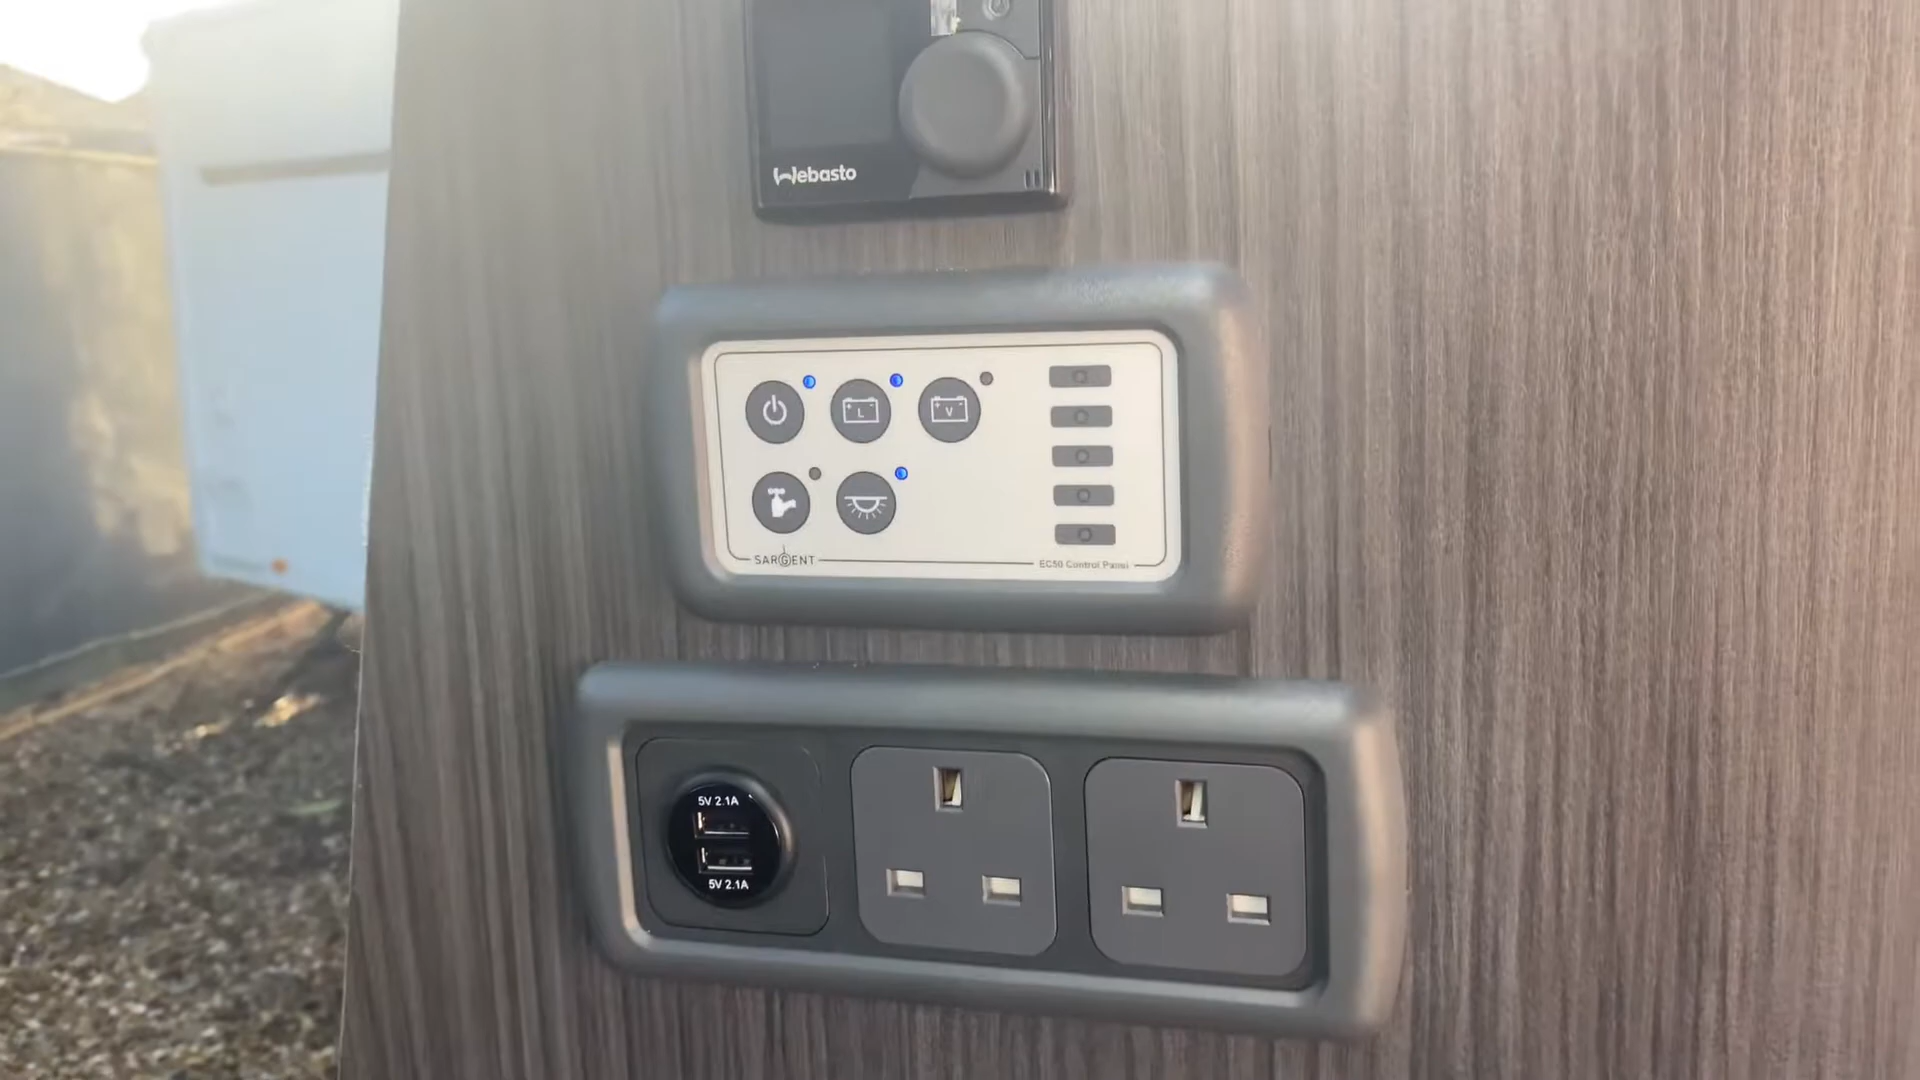 Webasto
L
V
SARGENT
EC50 Control Panel
5V 2.1A
5V 2.1A